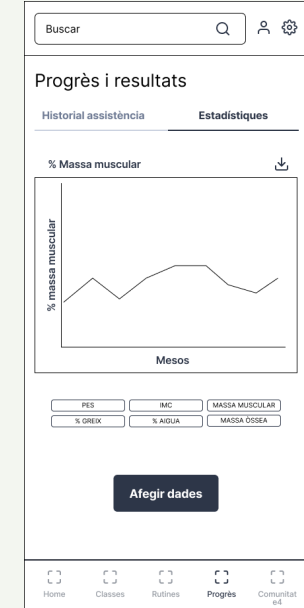 Buscar
Progrès i resultats
Historial assistència Estadístiques
% Massa muscular
% massa muscular
Mesos
PES IMC MASSA MUSCULAR
% GREIX % AIGUA MASSA ÒSSEA
Afegir dades
Home Classes Rutines Progrès Comunitat
e4